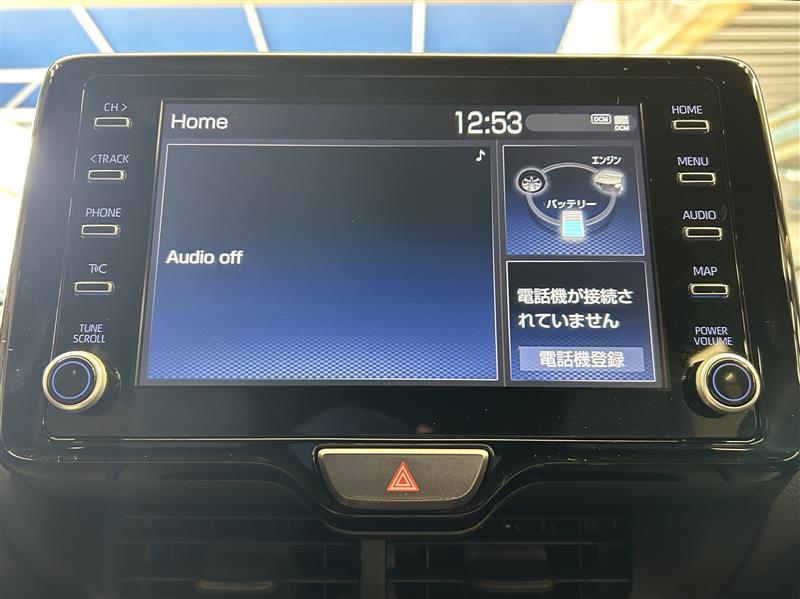 CH >
< TRACK
PHONE
T@C
TUNE
SCROLL
Home
12:53
DCM
DCM
Audio off
エンジン
バッテリー
電話機が接続さ
れていません
電話機登録
HOME
MENU
AUDIO
MAP
POWER
VOLUME